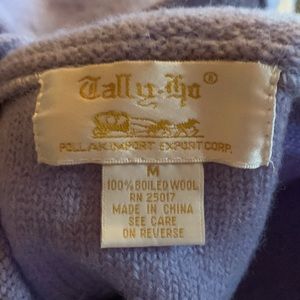 Tally-Ho®
POLLAK IMPORT EXPORT CORP.
M
100% BOILED WOOL
RN 25017
MADE IN CHINA
SEE CARE
ON REVERSE